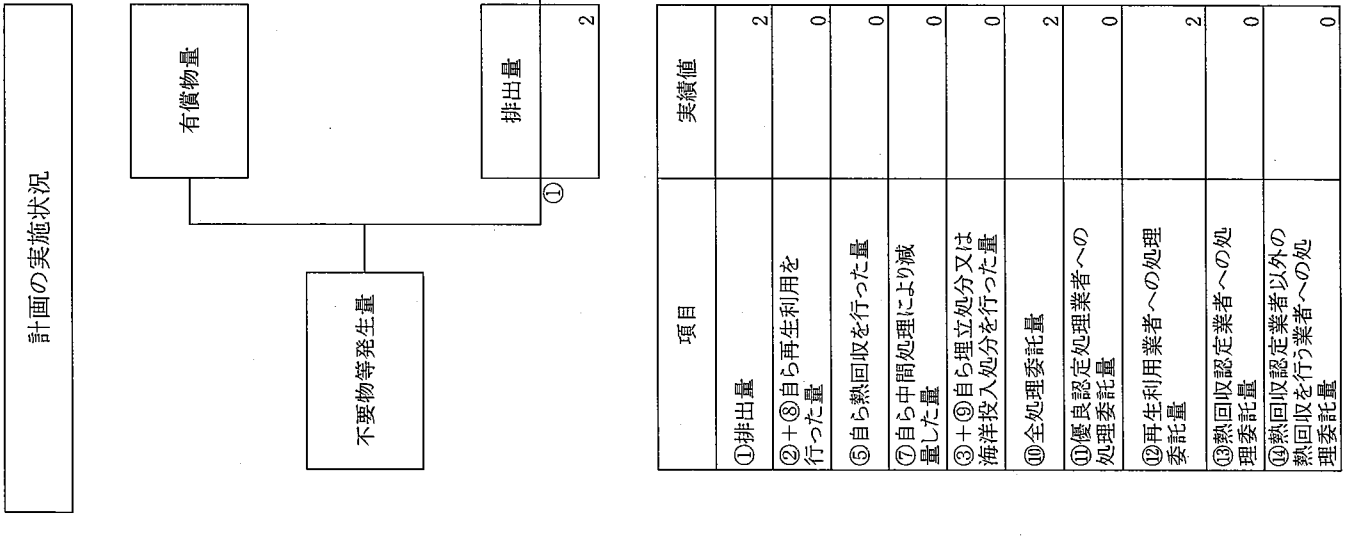 計画の実施状況
有償物量
不要物等発生量
排出量
①
2
項目
実績値
①排出量
2
②+⑧自ら再生利用を
行った量
0
⑤自ら熱回収を行った量
0
⑦自ら中間処理により減
量した量
0
③+⑨自ら埋立処分又は
海洋投入処分を行った量
0
⑩全処理委託量
2
⑪優良認定処理業者への
処理委託量
0
⑫再生利用業者への処理
委託量
2
⑬熱回収認定業者への処
理委託量
0
⑭熱回収認定業者以外の
熱回収を行う業者への処
理委託量
0